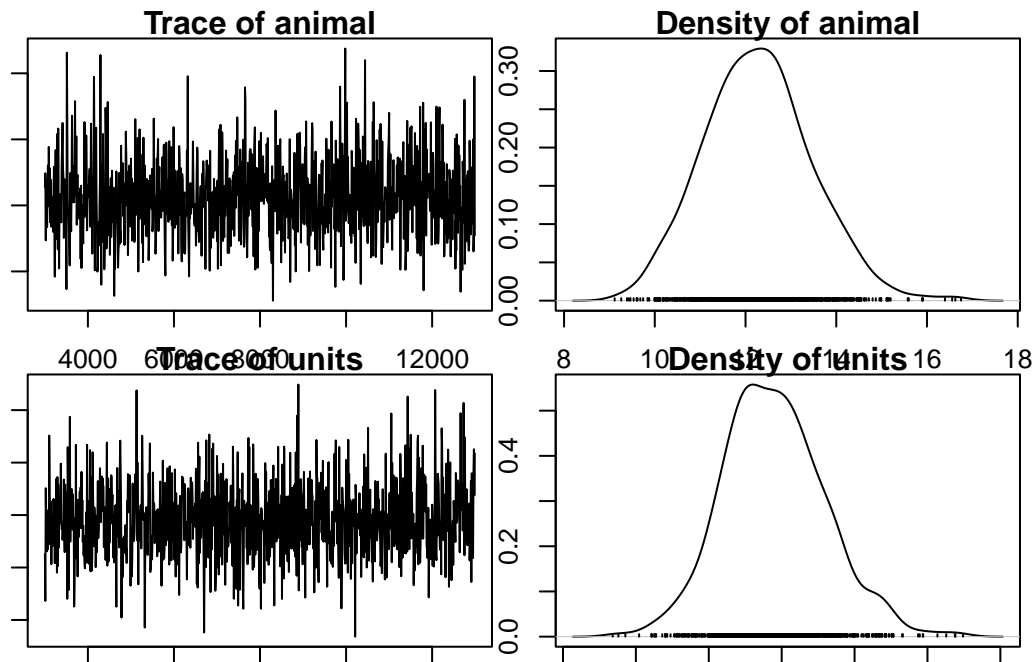 Trace of animal
Density of animal
0.00 0.10 0.20 0.30
4000 6000 8000 12000
8 10 12 14 16 18
Trace of units
Density of units
0.0 0.2 0.4